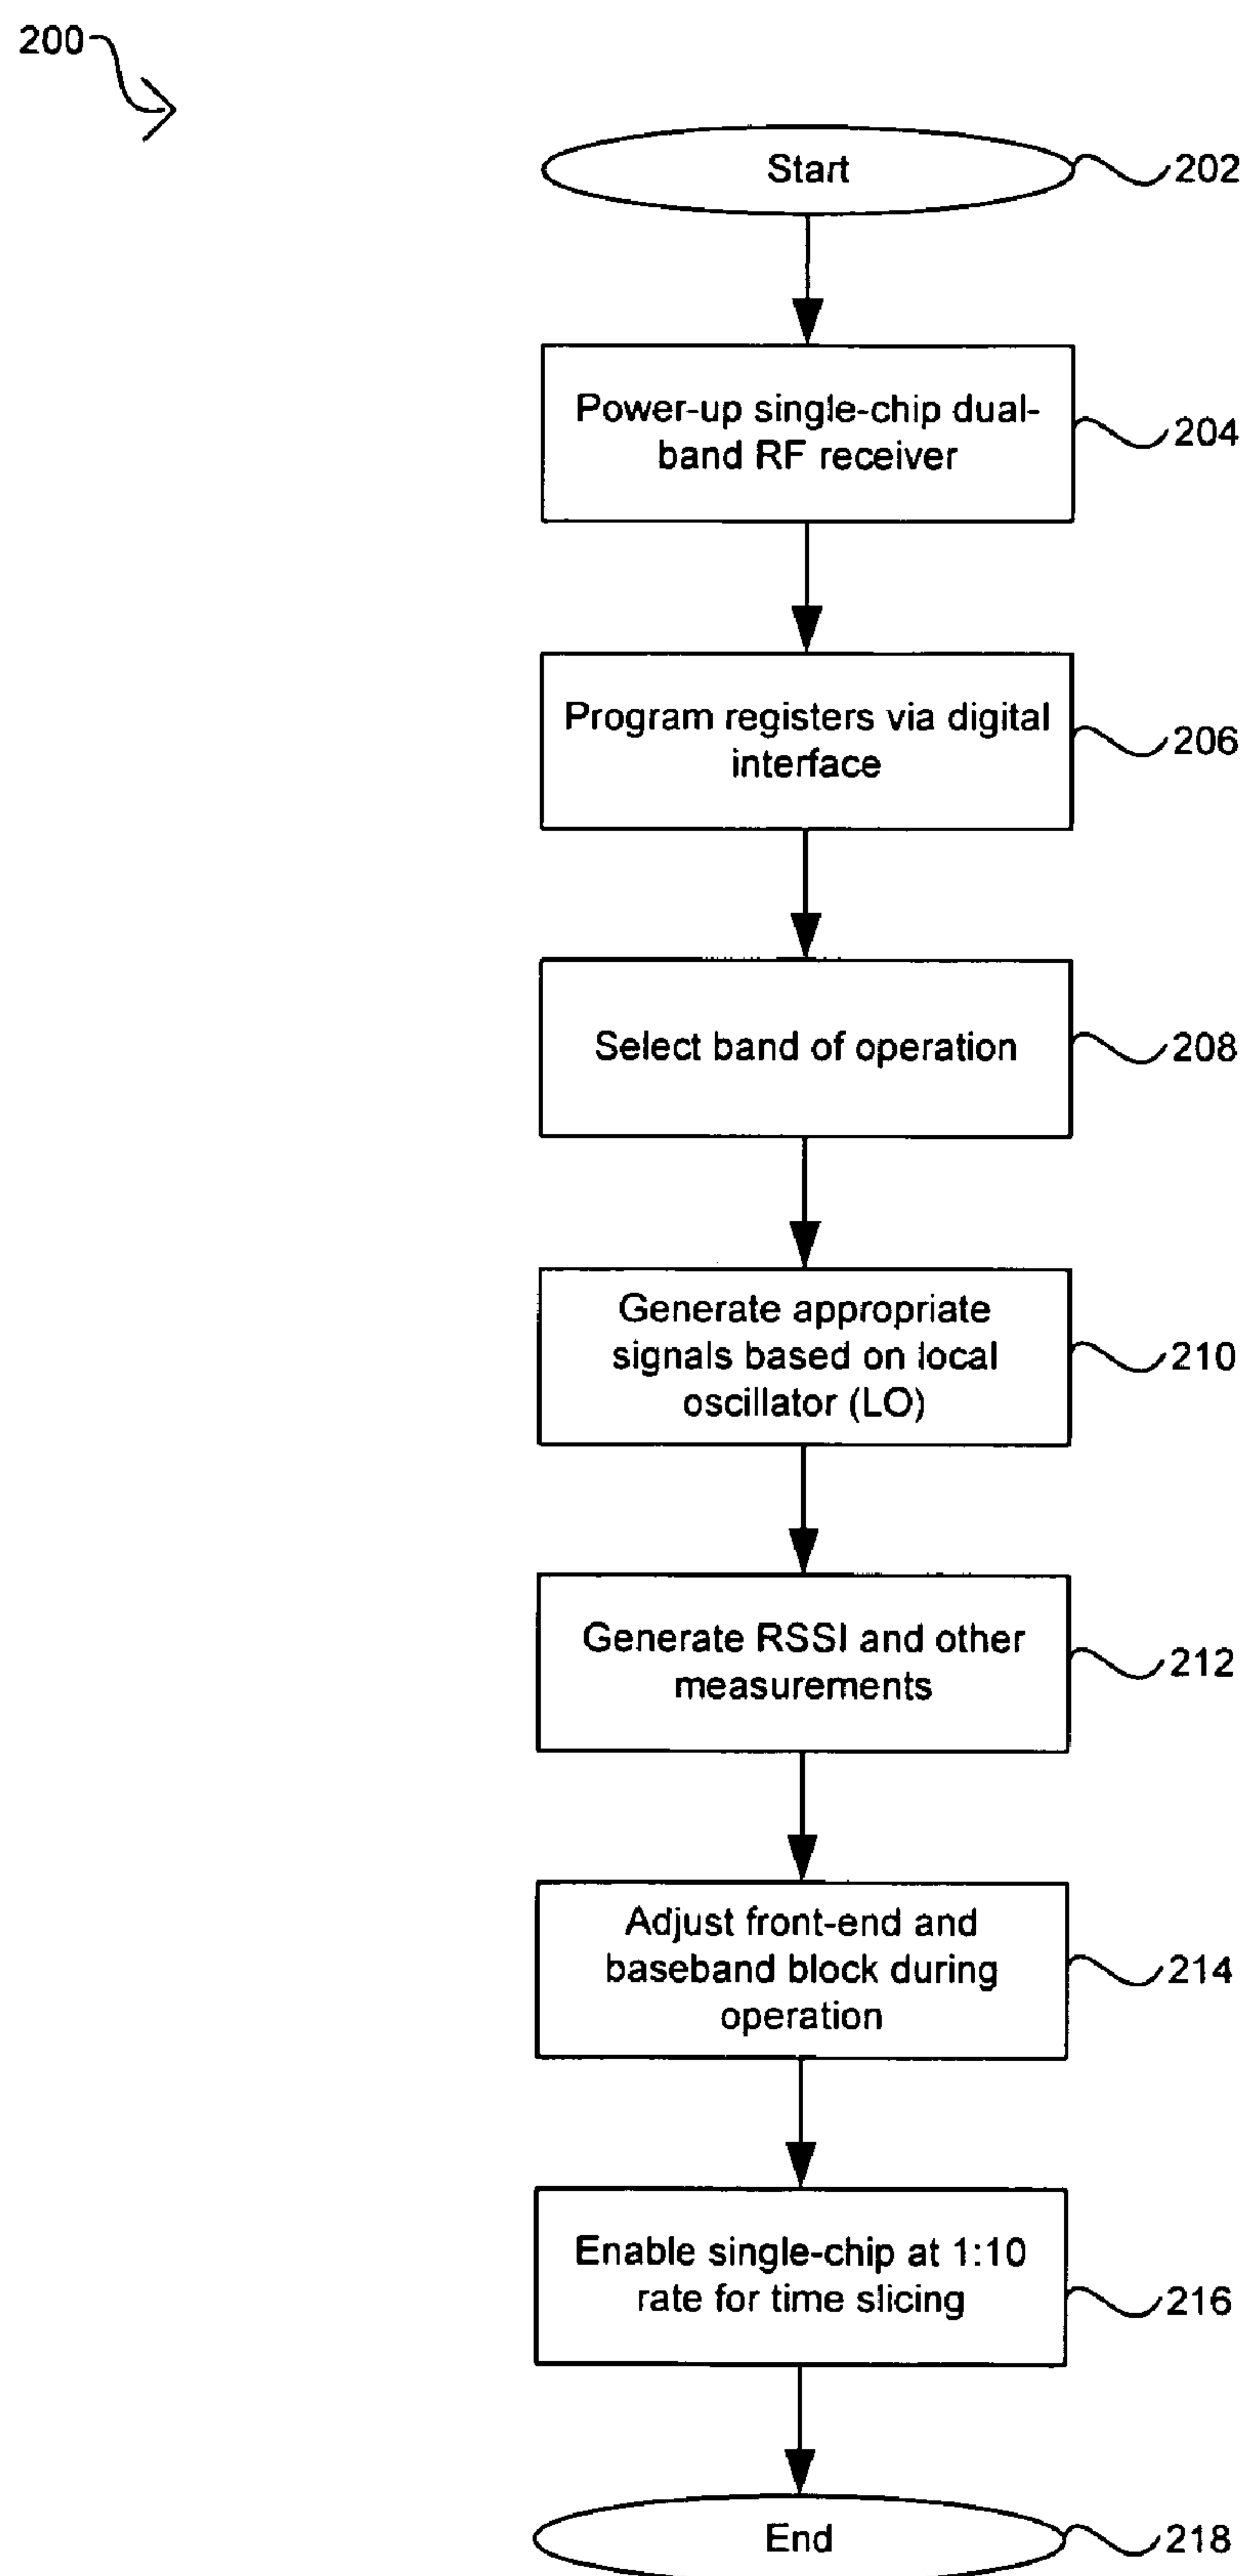 200
Start
202
Power-up single-chip dual-
band RF receiver
204
Program registers via digital
interface
206
Select band of operation
208
Generate appropriate
signals based on local
oscillator (LO)
210
Generate RSSI and other
measurements
212
Adjust front-end and
baseband block during
operation
214
Enable single-chip at 1:10
rate for time slicing
216
End
218